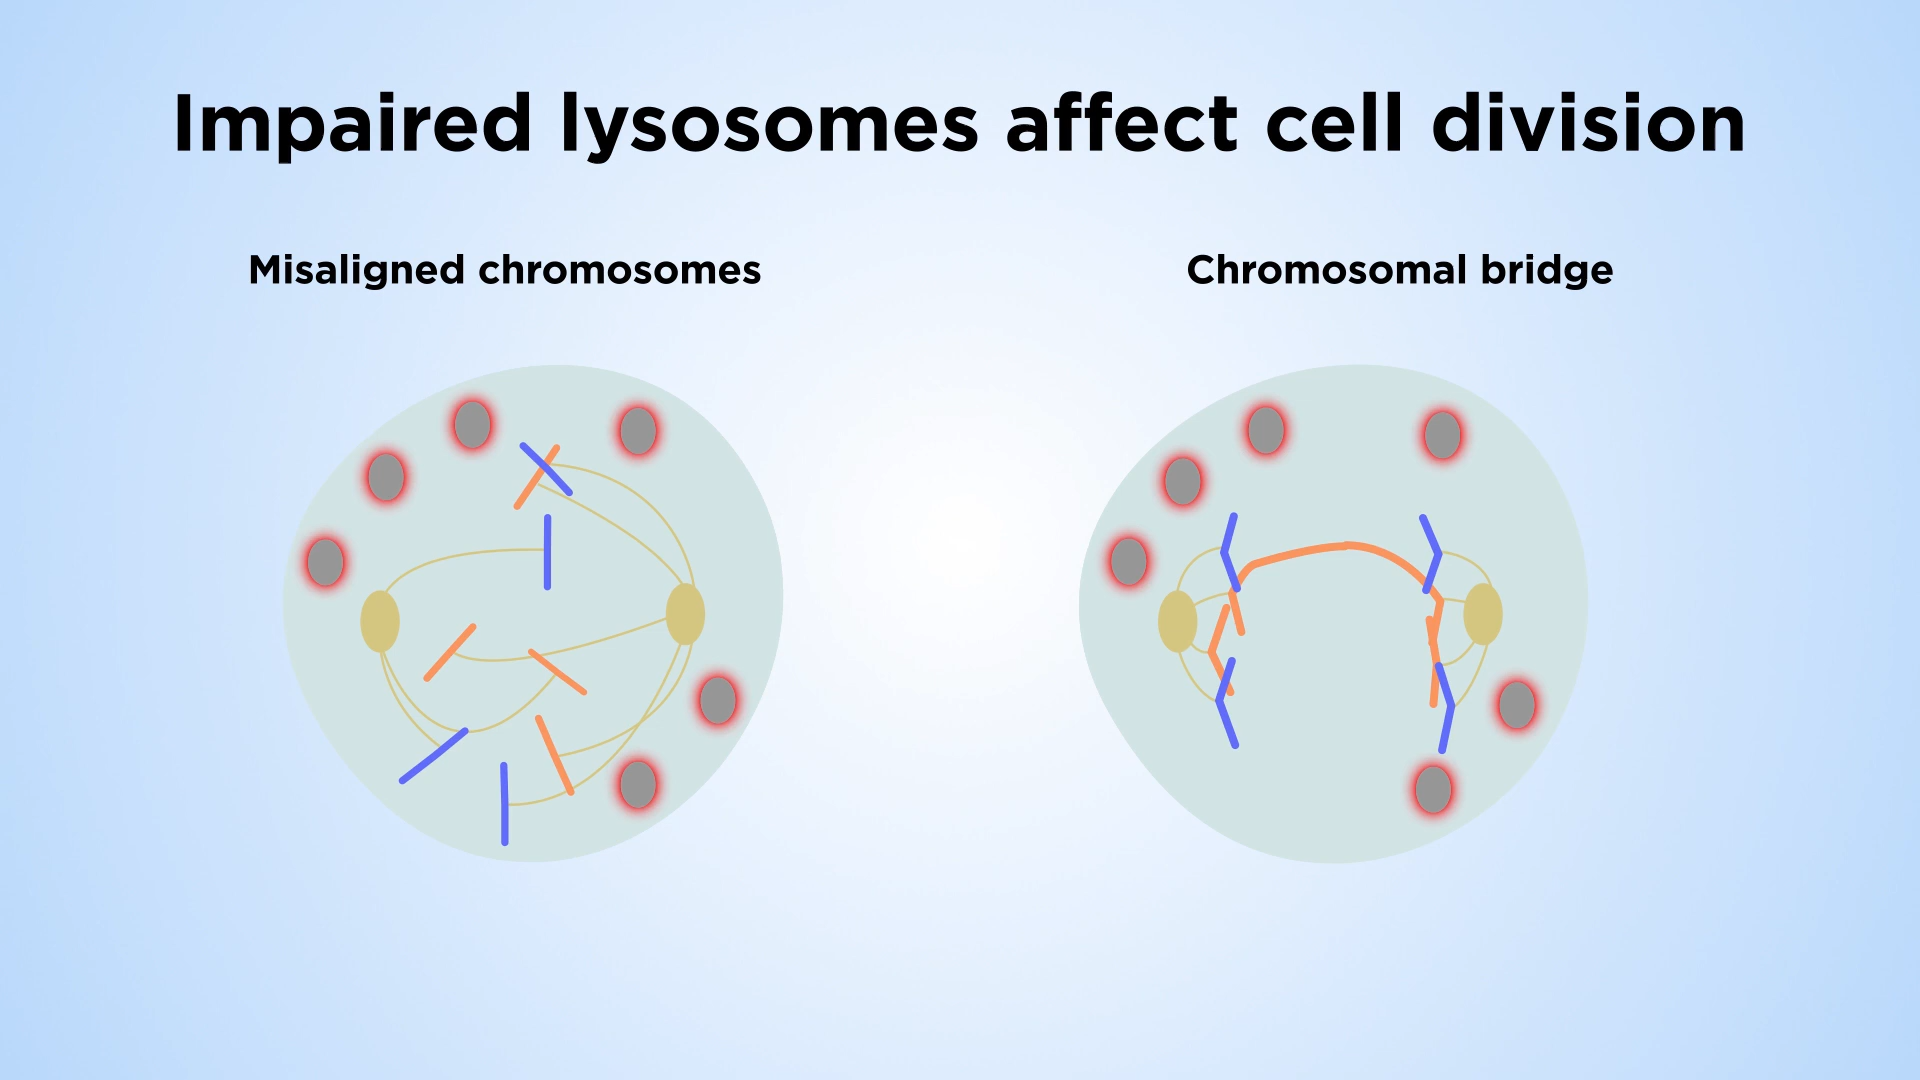 Impaired lysosomes affect cell division
Misaligned chromosomes
Chromosomal bridge